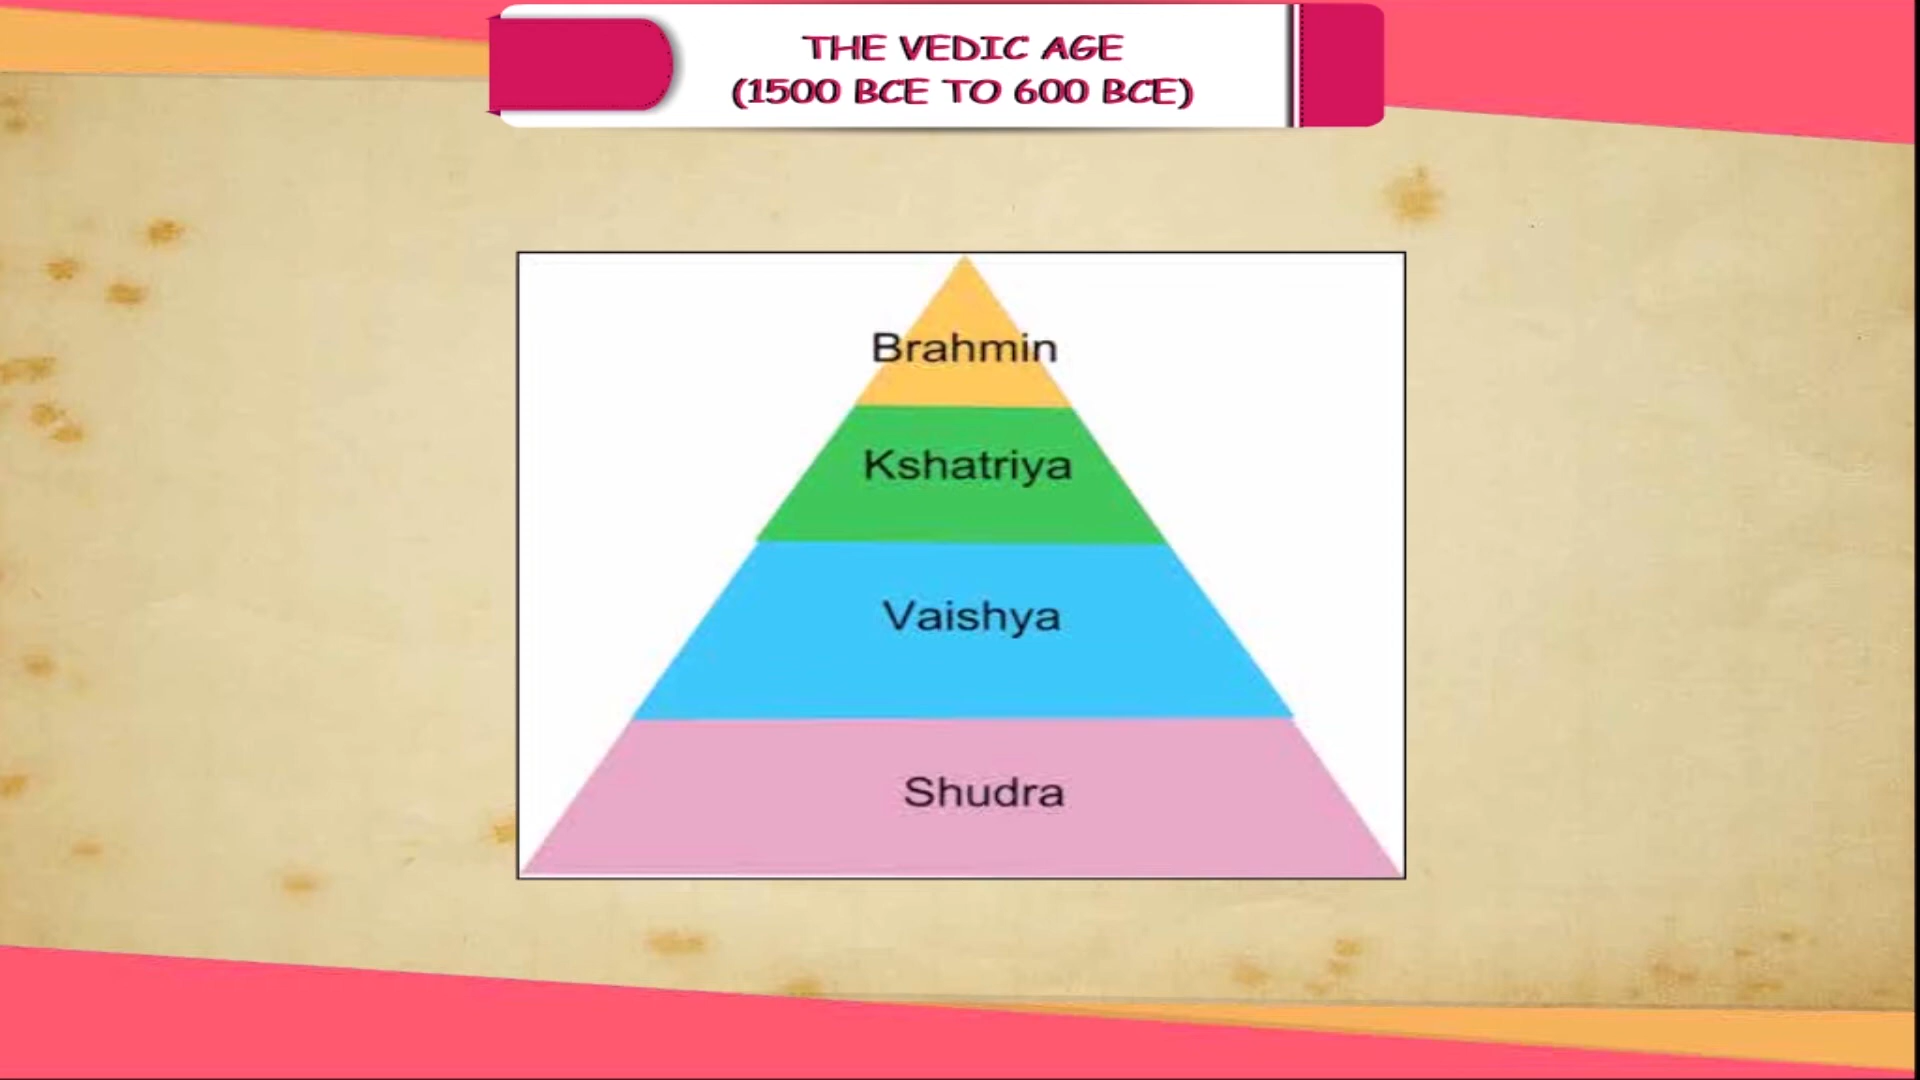 THE VEDIC AGE
(1500 BCE TO 600 BCE)
Brahmin
Kshatriya
Vaishya
Shudra